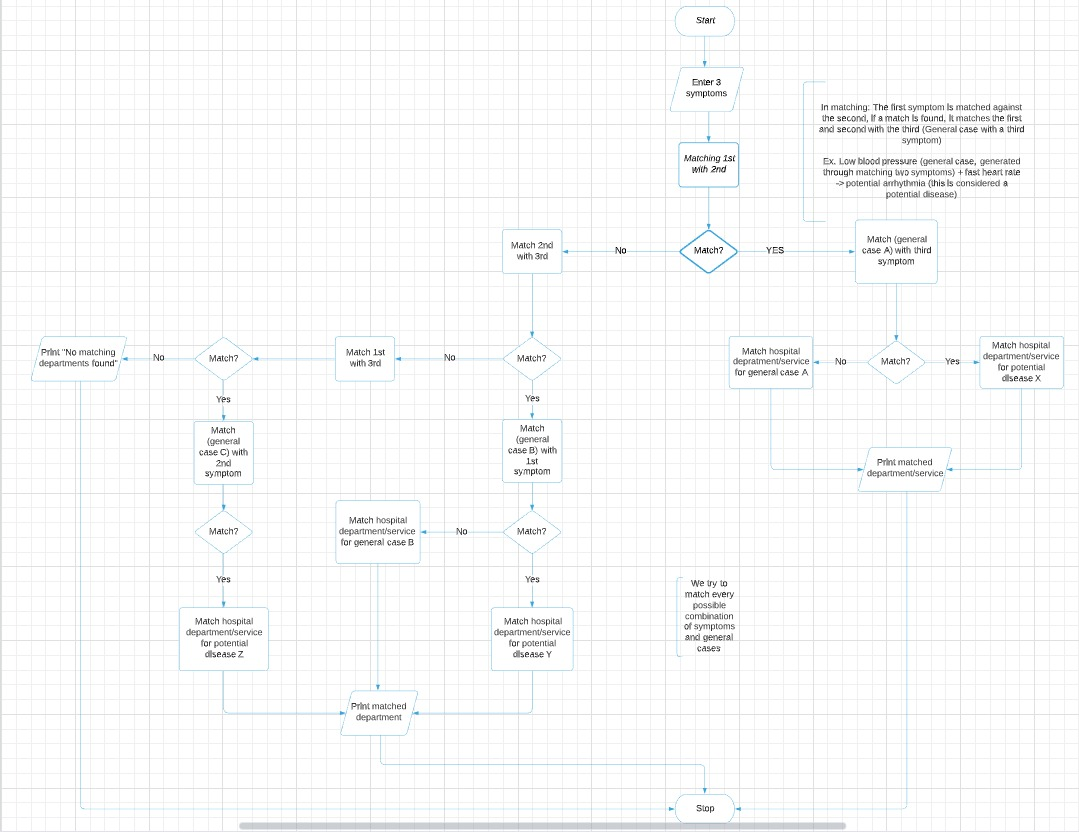 Start
Enter 3
symptoms
In matching: The first symptom is matched against
the second, if a match is found, it matches the first
and second with the third (General case with a third
symptom)
Ex. Low blood pressure (general case, generated
through matching two symptoms) + fast heart rate
-> potential arrhythmia (this is considered a
potential disease)
Matching 1st
with 2nd
Match 2nd
with 3rd
No
Match?
YES
Match (general
case A) with third
symptom
Print "No matching
departments found"
No
Match?
Match 1st
with 3rd
No
Match?
Match hospital
depratment/service
for general case A
No
Match?
Yes
Match hospital
department/service
for potential
disease X
Yes
Yes
Match
(general
case C) with
2nd
symptom
Match
(general
case B) with
1st
symptom
Print matched
department/service
Match?
Match hospital
department/service
for general case B
No
Match?
Yes
Yes
We try to
match every
possible
combination
of symptoms
and general
cases
Match hospital
department/service
for potential
disease Z
Match hospital
department/service
for potential
disease Y
Print matched
department
Stop